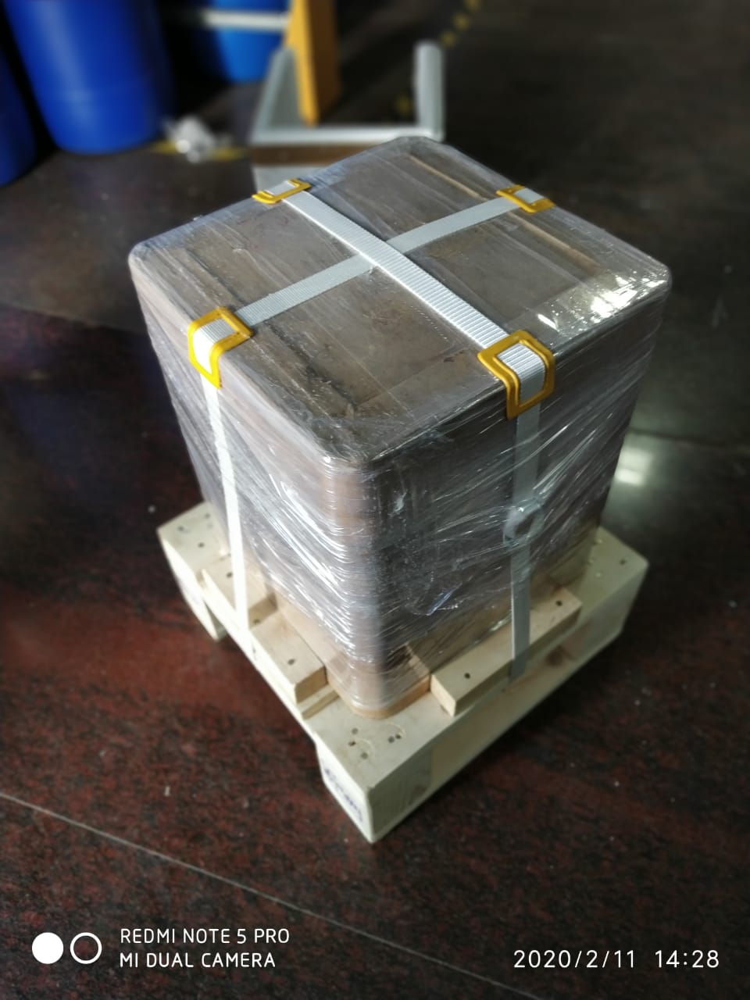 REDMI NOTE 5 PRO
MI DUAL CAMERA
2020/2/11 14:28